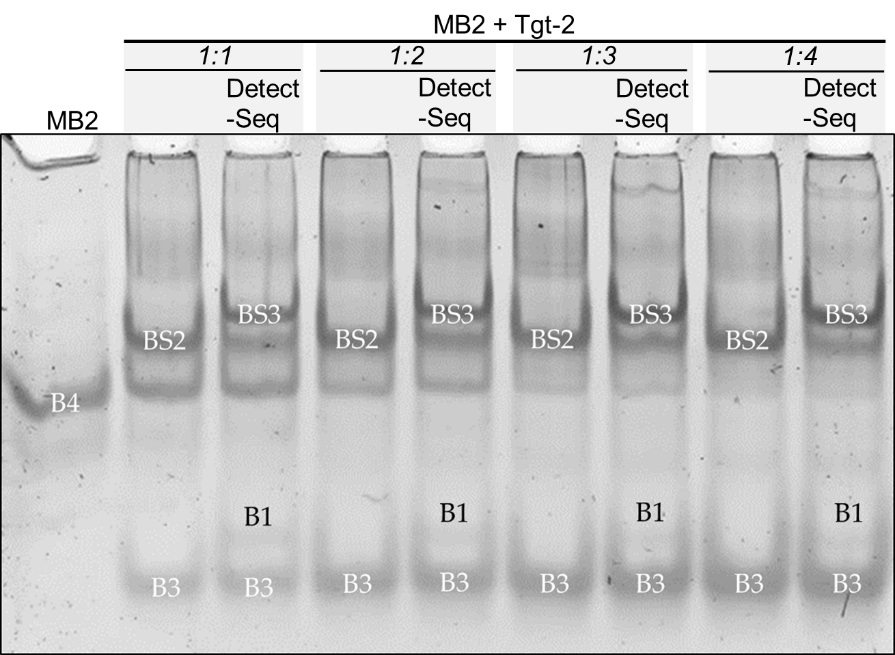 MB2 + Tgt-2
1:1 1:2 1:3 1:4
Detect Detect Detect Detect
MB2 -Seq -Seq -Seq -Seq
BS3 BS3 BS3 BS3
BS2 BS2 BS2 BS2
B4
B1 B1 B1 B1
B3 B3 B3 B3 B3 B3 B3 B3